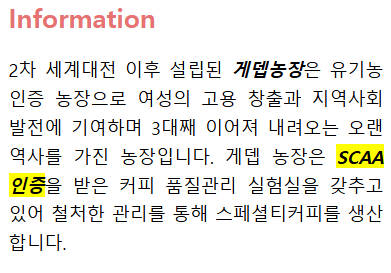 Information
2차 세계대전 이후 설립된 게뎁농장은 유기농
인증 농장으로 여성의 고용 창출과 지역사회
발전에 기여하며 3대째 이어져 내려오는 오랜
역사를 가진 농장입니다. 게뎁 농장은 SCAA
인증을 받은 커피 품질관리 실험실을 갖추고
있어 철처한 관리를 통해 스페셜티커피를 생산
합니다.